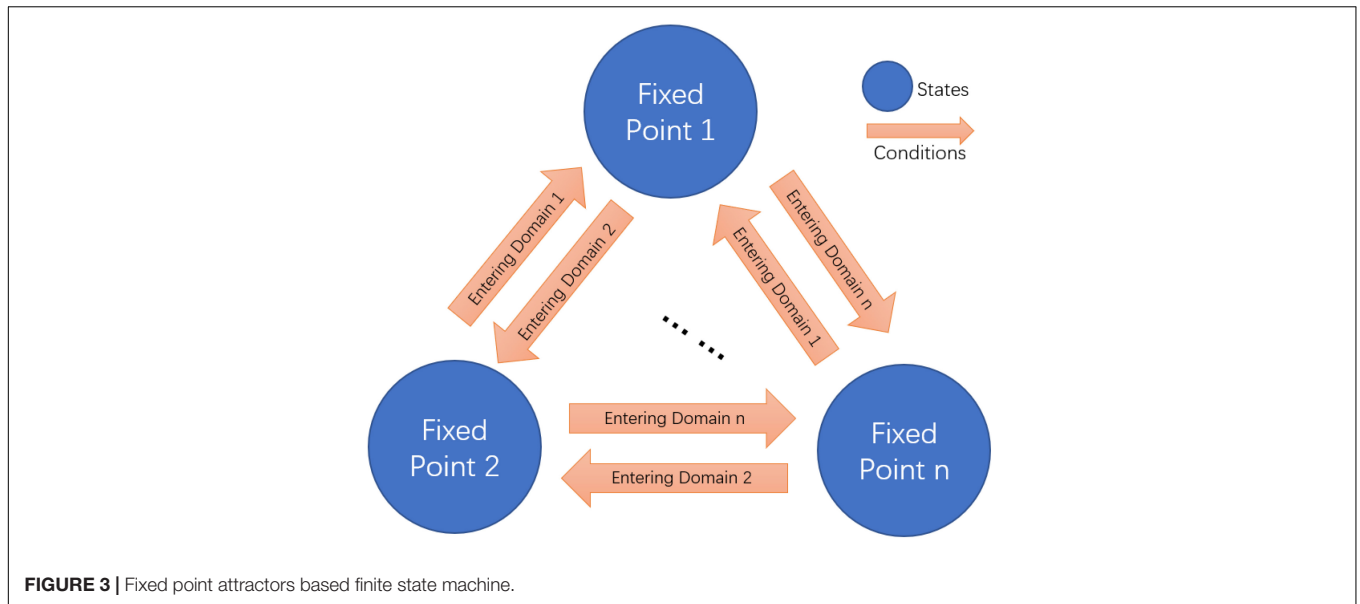 Fixed
Point 1
States
Conditions
Entering Domain 1
Entering Domain 2
Entering Domain 1
Entering Domain n
......
Fixed
Point 2
Entering Domain n
Entering Domain 2
Fixed
Point n
FIGURE 3 | Fixed point attractors based finite state machine.